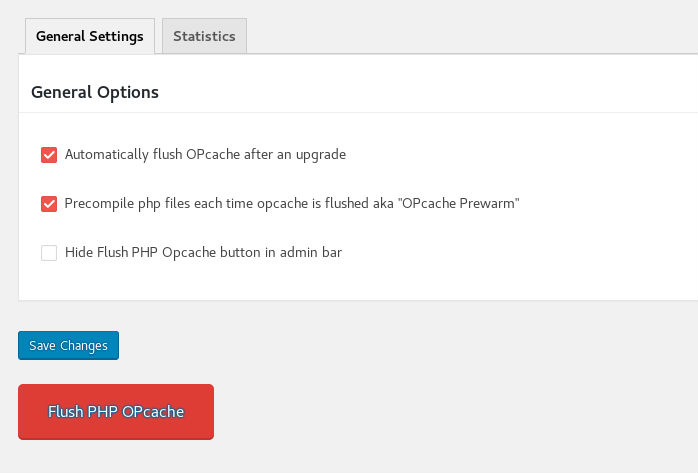 General Settings
Statistics
General Options
Automatically flush OPcache after an upgrade
Precompile php files each time opcache is flushed aka "OPcache Prewarm"
Hide Flush PHP Opcache button in admin bar
Save Changes
Flush PHP OPcache